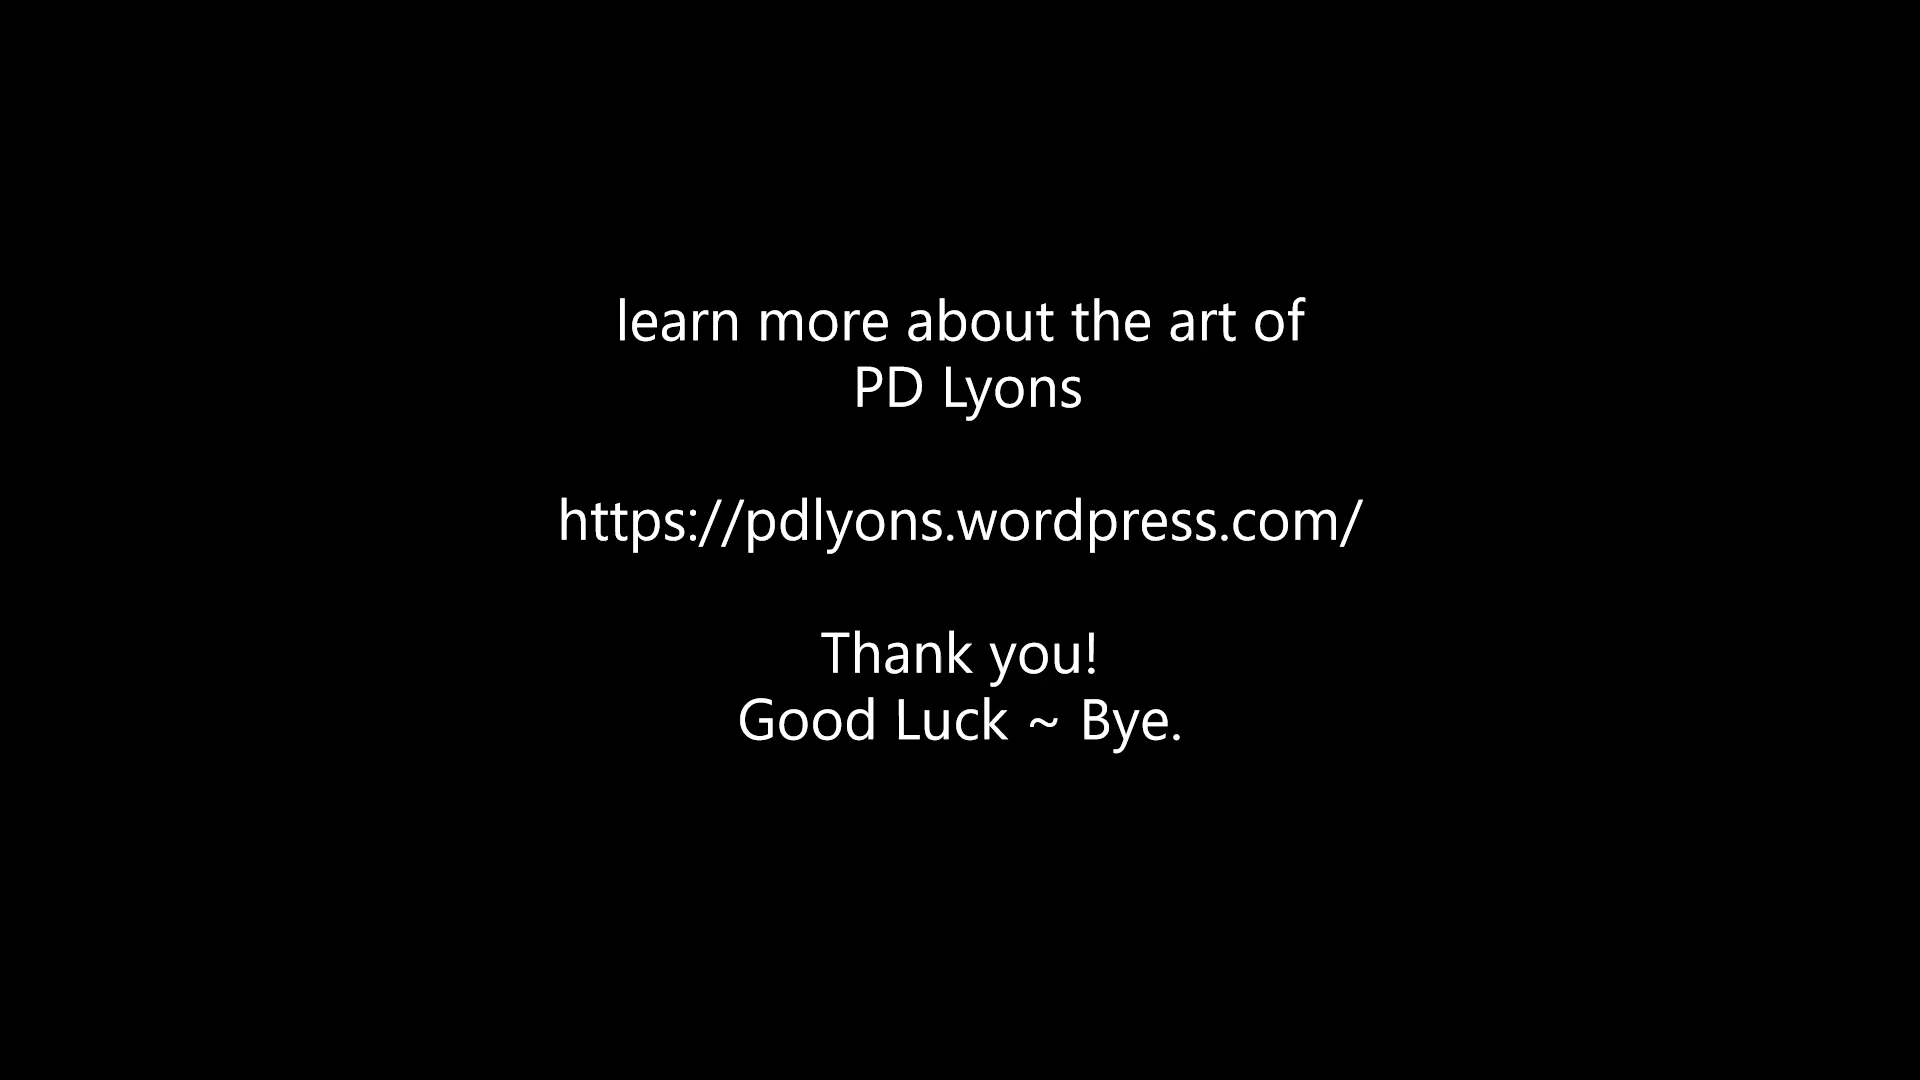 learn more about the art of
PD Lyons
https://pdlyons.wordpress.com/
Thank you!
Good Luck ~ Bye.